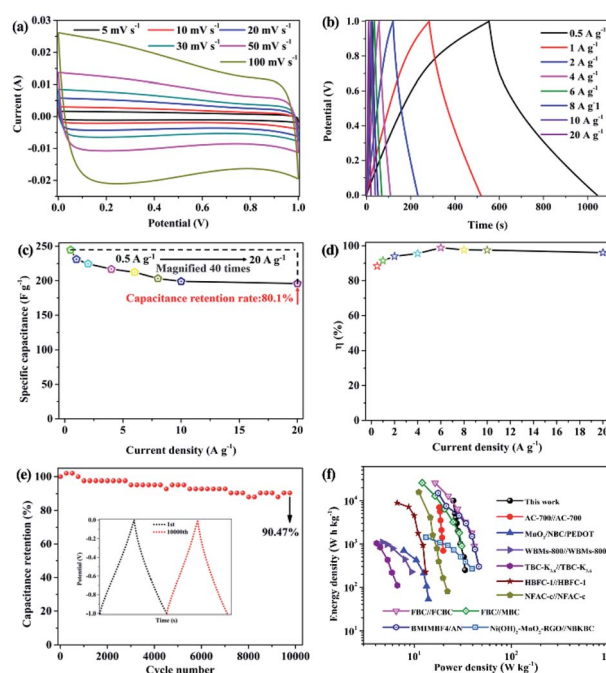 (a)
5 mV s⁻¹ 10 mV s⁻¹ 20 mV s⁻¹
30 mV s⁻¹ 50 mV s⁻¹
100 mV s⁻¹
Current (A)
0.03
0.02
0.01
0.00
-0.01
-0.02
0.0 0.2 0.4 0.6 0.8 1.0
Potential (V)
(b)
Potential (V)
1.0
0.8
0.6
0.4
0.2
0.0
0.5 A g⁻¹
1 A g⁻¹
2 A g⁻¹
4 A g⁻¹
6 A g⁻¹
8 A g⁻1
10 A g⁻¹
20 A g⁻¹
0 200 400 600 800 1000
Time (s)
(c)
Specific capacitance (F g⁻¹)
250
200
150
100
50
0
0.5 A g⁻¹ 20 A g⁻¹
Magnified 40 times
Capacitance retention rate:80.1%
0 4 8 12 16 20
Current density (A g⁻¹)
(d)
η (%)
100
80
60
40
20
0
0 2 4 6 8 10 20
Current density (A g⁻¹)
(e)
Capacitance retention (%)
100
80
60
40
20
0
90.47%
Potential (V)
0.0
-0.2
-0.4
-0.6
-0.8
-1.0
1st
10000th
Time (s)
0 2000 4000 6000 8000 10000
Cycle number
(f)
Energy density (W h kg⁻¹)
10⁴
10³
10²
10¹
This work
AC-700//AC-700
MnO₂/NBC/PEDOT
WBMs-800//WBMs-800
TBC-K₃.₆//TBC-K₃.₆
HBFC-1//HBFC-1
NFAC-c//NFAC-c
FBC//FCBC FBC//MBC
BMIMBF4/AN Ni(OH)₂-MnO₂-RGO//NBKBC
10⁰ 10¹ 10²
Power density (W kg⁻¹)